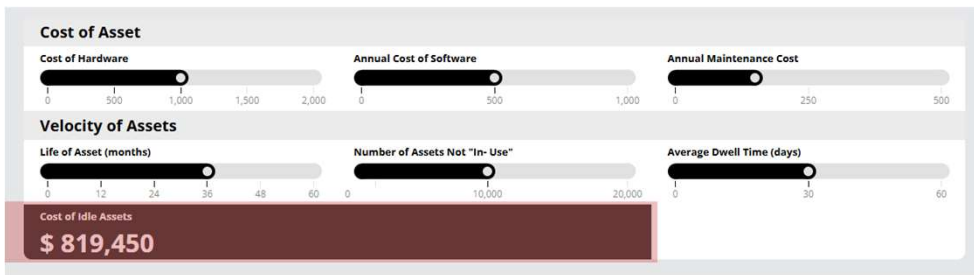 Cost of Asset
Cost of Hardware Annual Cost of Software Annual Maintenance Cost
0 500 1,000 1,500 2,000 0 500 1,000 0 250 500
Velocity of Assets
Life of Asset (months) Number of Assets Not "In- Use" Average Dwell Time (days)
0 12 24 36 48 60 0 10,000 20,000 0 30 60
Cost of Idle Assets
$ 819,450